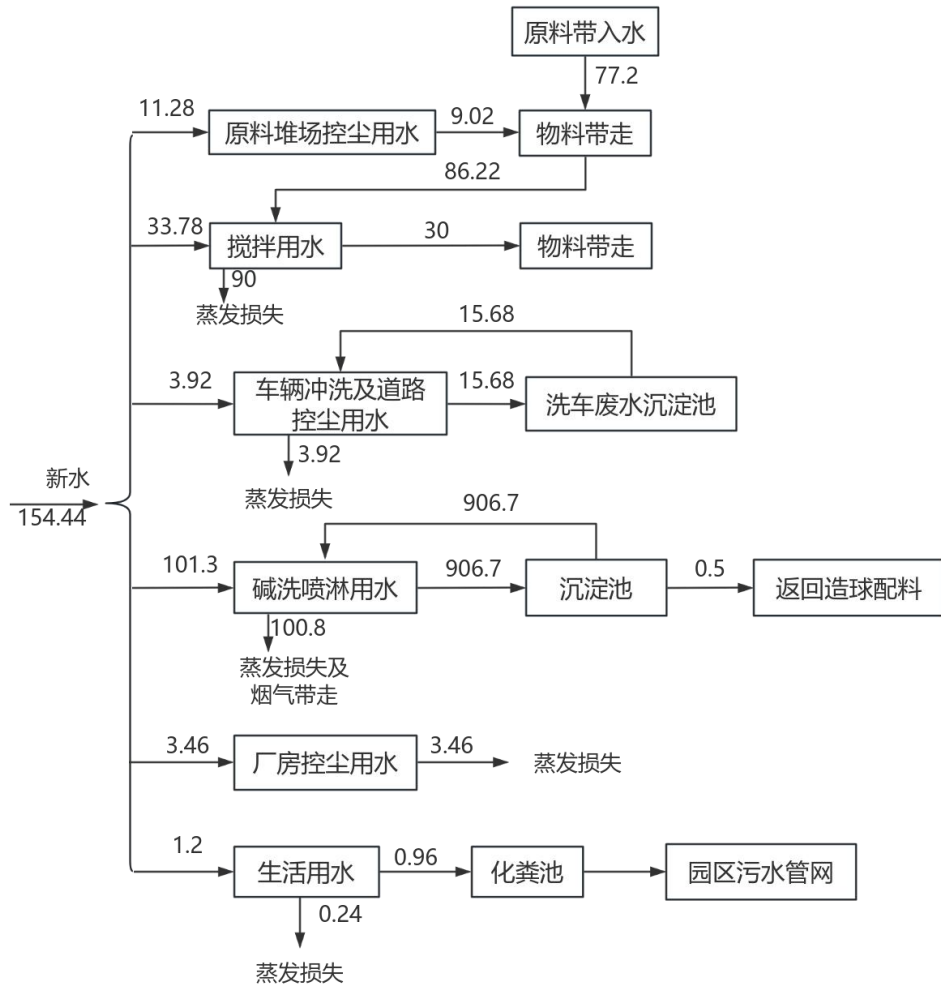 原料带入水
77.2
11.28
原料堆场控尘用水
9.02
物料带走
86.22
33.78
搅拌用水
30
物料带走
90
蒸发损失
15.68
3.92
车辆冲洗及道路
控尘用水
15.68
洗车废水沉淀池
3.92
蒸发损失
新水
154.44
906.7
101.3
碱洗喷淋用水
906.7
沉淀池
0.5
返回造球配料
100.8
蒸发损失及
烟气带走
3.46
厂房控尘用水
3.46
蒸发损失
1.2
生活用水
0.96
化粪池
园区污水管网
0.24
蒸发损失